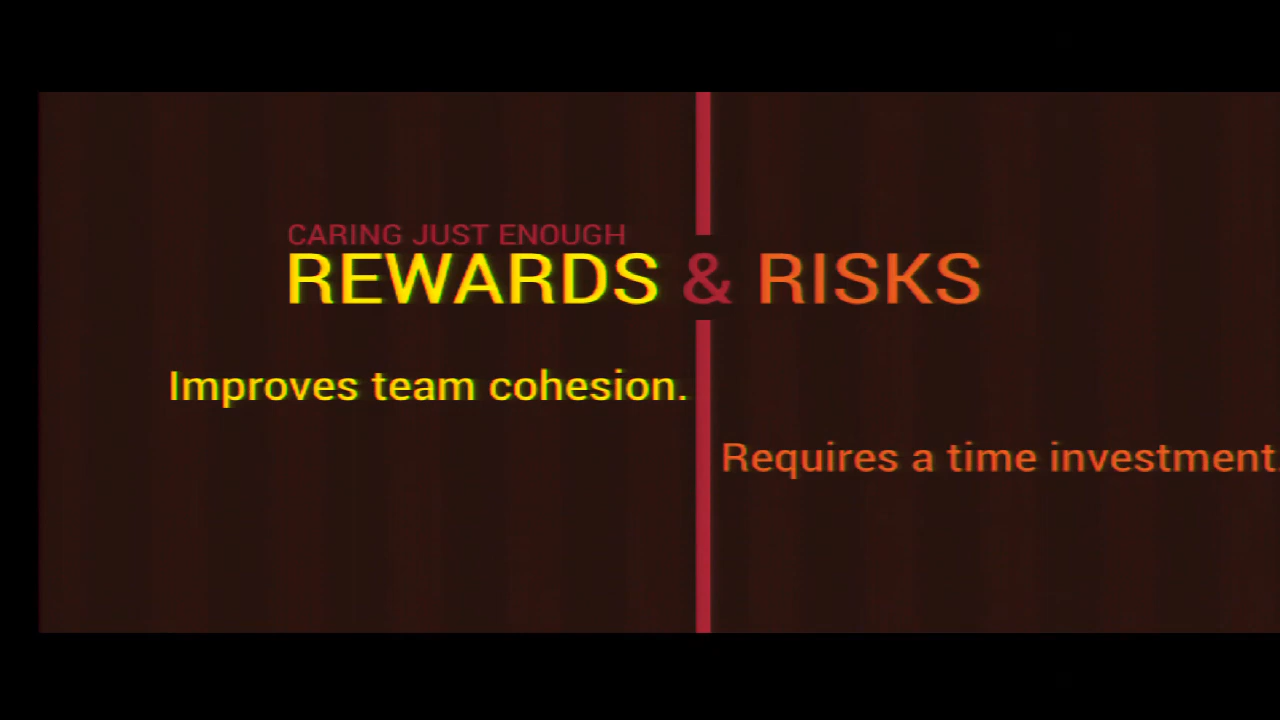 CARING JUST ENOUGH
REWARDS & RISKS
Improves team cohesion.
Requires a time investment.